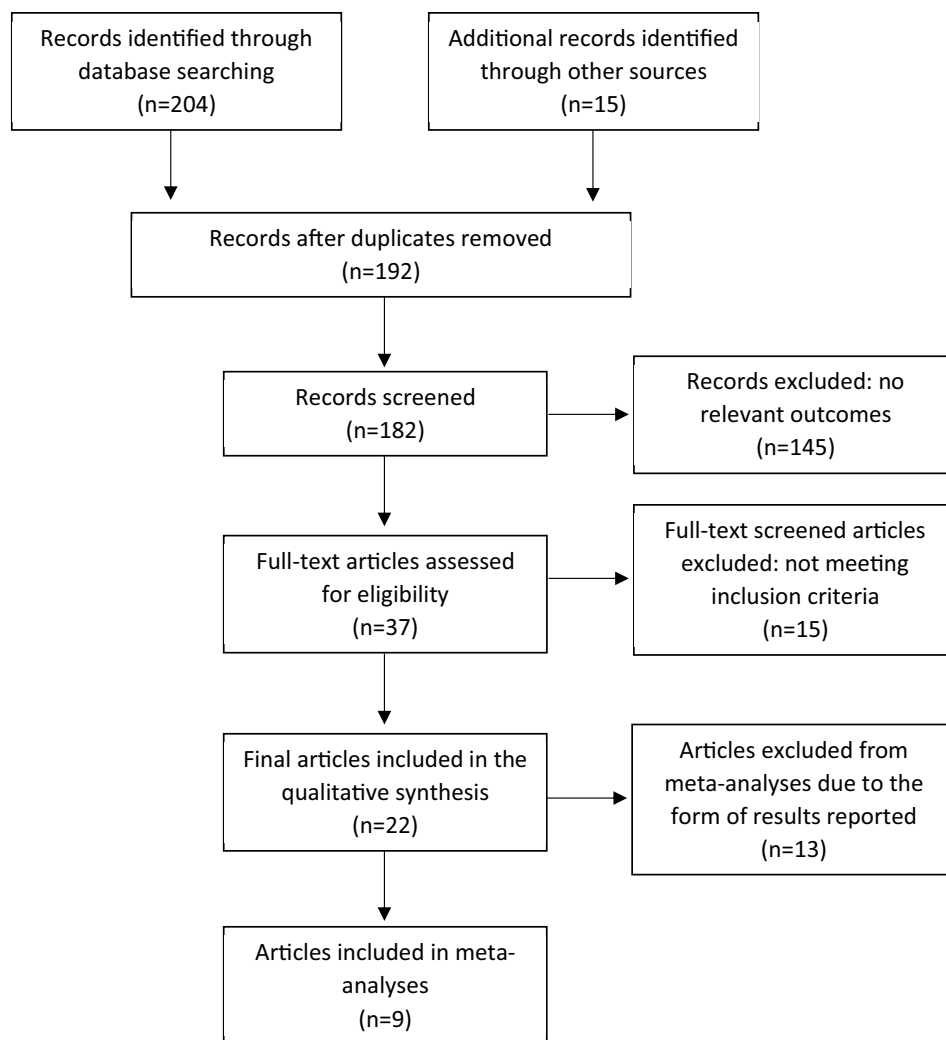 Records identified through
database searching
(n=204)
Additional records identified
through other sources
(n=15)
Records after duplicates removed
(n=192)
Records screened
(n=182)
Records excluded: no
relevant outcomes
(n=145)
Full-text articles assessed
for eligibility
(n=37)
Full-text screened articles
excluded: not meeting
inclusion criteria
(n=15)
Final articles included in the
qualitative synthesis
(n=22)
Articles excluded from
meta-analyses due to the
form of results reported
(n=13)
Articles included in meta-
analyses
(n=9)